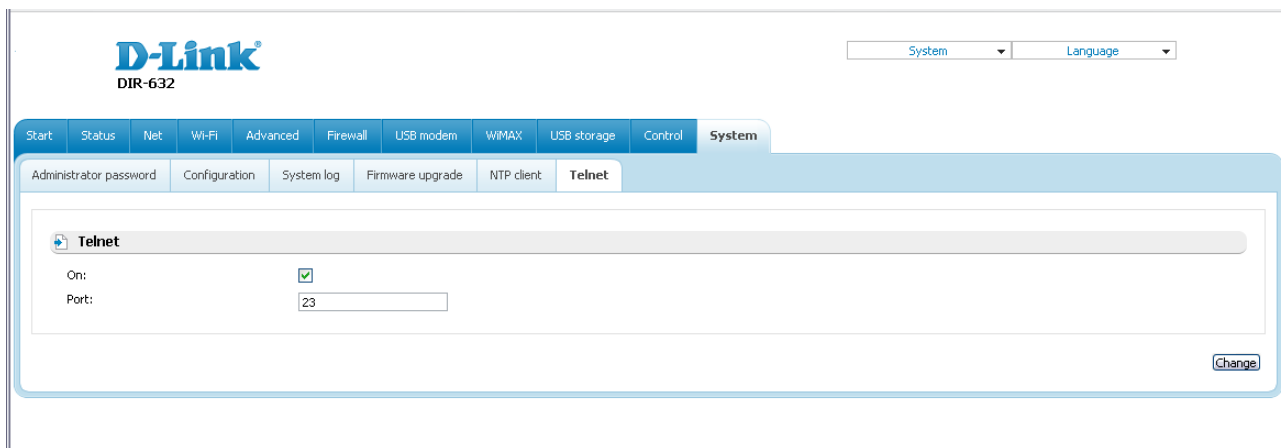 D-Link®
System Language
DIR-632
Start Status Net Wi-Fi Advanced Firewall USB modem WiMAX USB storage Control System
Administrator password Configuration System log Firmware upgrade NTP client Telnet
Telnet
On:
Port: 23
Change